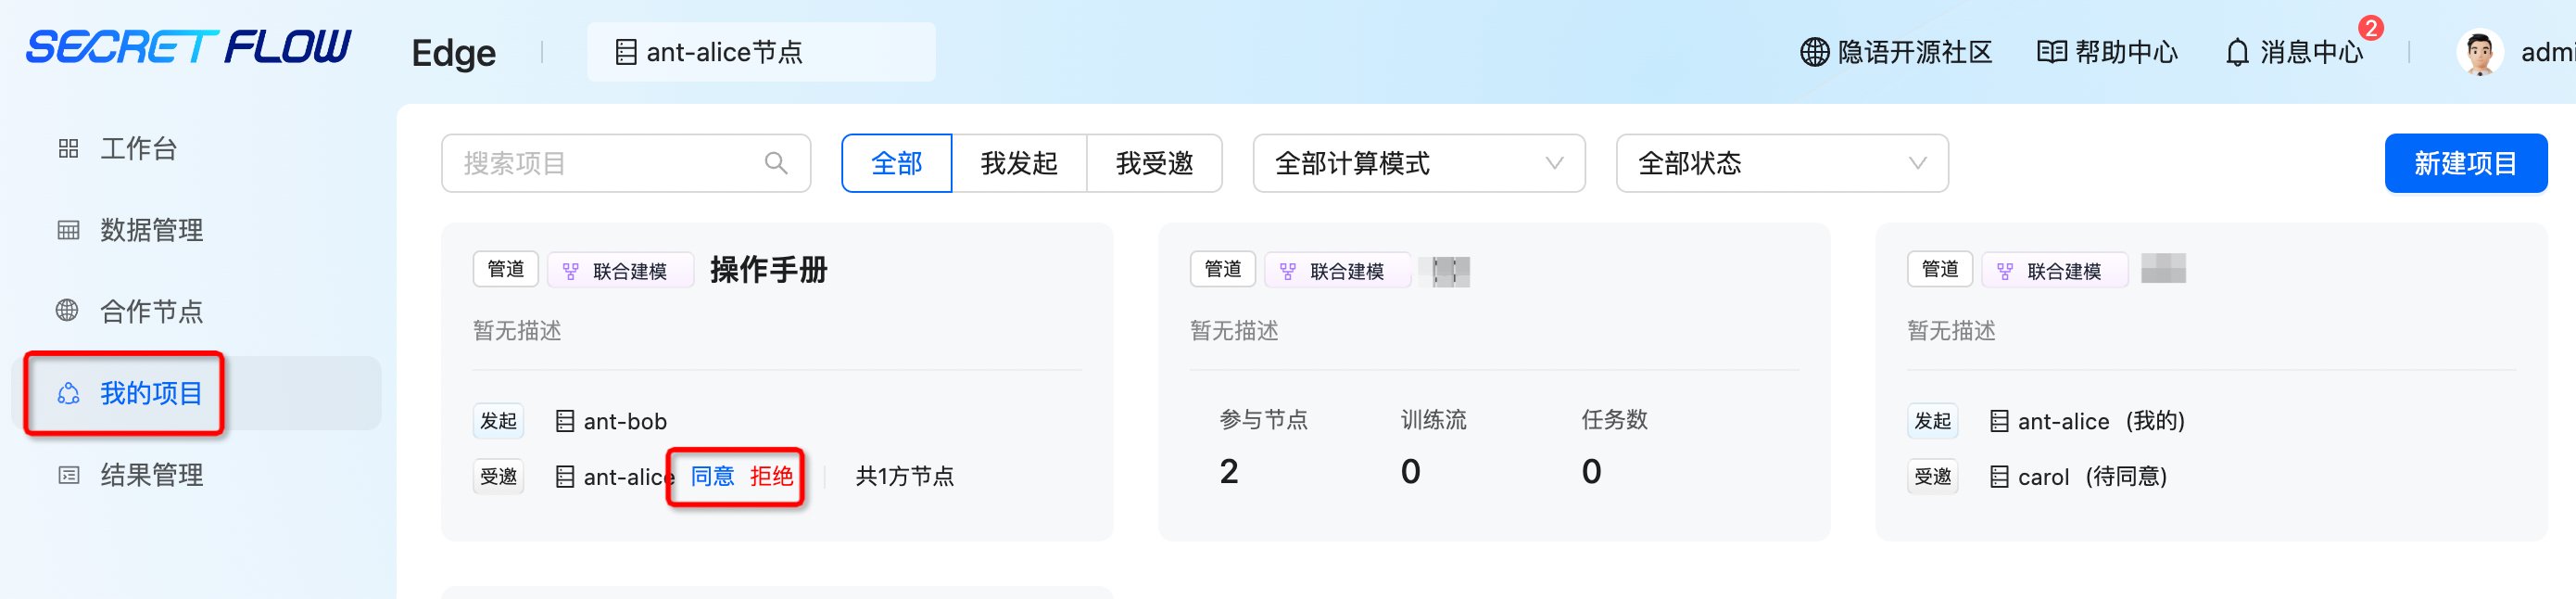 SECRET FLOW
Edge
ant-alice节点
隐语开源社区
帮助中心
消息中心
2
工作台
数据管理
合作节点
我的项目
结果管理
搜索项目
全部
我发起
我受邀
全部计算模式
全部状态
新建项目
管道
联合建模
操作手册
暂无描述
发起
ant-bob
受邀
ant-alice
同意
拒绝
共1方节点
管道
联合建模
暂无描述
参与节点
训练流
任务数
2
0
0
管道
联合建模
暂无描述
发起
ant-alice (我的)
受邀
carol (待同意)